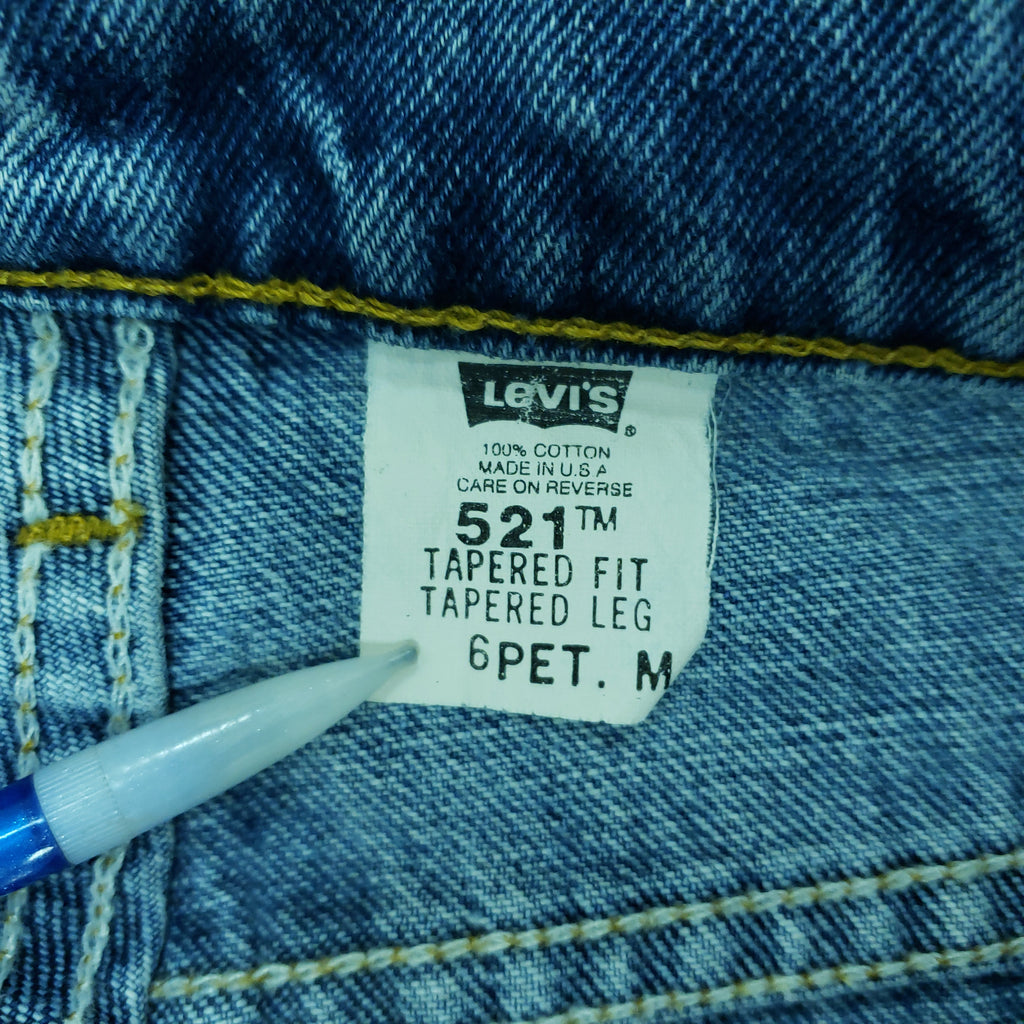 LEVI'S®
100% COTTON
MADE IN U.S.A
CARE ON REVERSE
521™
TAPERED FIT
TAPERED LEG
6PET. M